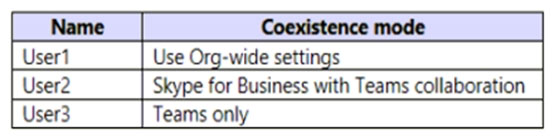 Name Coexistence mode
User1 Use Org-wide settings
User2 Skype for Business with Teams collaboration
User3 Teams only